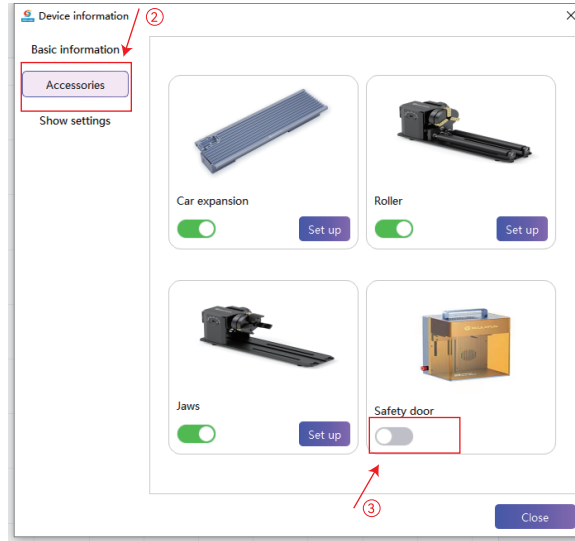 Device information
②
Basic information
Accessories
Show settings
Car expansion
Set up
Roller
Set up
Jaws
Set up
Safety door
③
Close